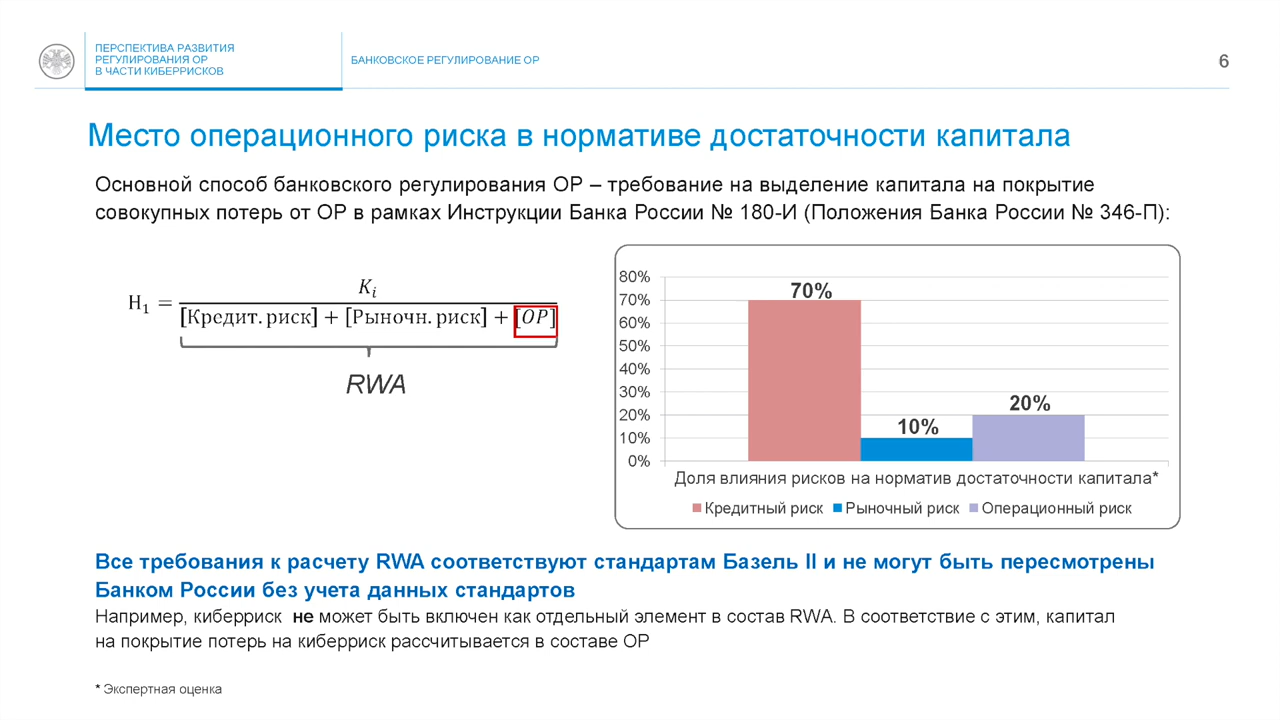 ПЕРСПЕКТИВА РАЗВИТИЯ
РЕГУЛИРОВАНИЯ ОР
В ЧАСТИ КИБЕРРИСКОВ
БАНКОВСКОЕ РЕГУЛИРОВАНИЕ ОР
6
Место операционного риска в нормативе достаточности капитала
Основной способ банковского регулирования ОР – требование на выделение капитала на покрытие
совокупных потерь от ОР в рамках Инструкции Банка России № 180-И (Положения Банка России № 346-П):
H₁ = Kᵢ / [Кредит. риск] + [Рыночн. риск] + [ОР]
RWA
80%
70%
60%
50%
40%
30%
20%
10%
0%
70%
10%
20%
Доля влияния рисков на норматив достаточности капитала*
Кредитный риск Рыночный риск Операционный риск
Все требования к расчету RWA соответствуют стандартам Базель II и не могут быть пересмотрены
Банком России без учета данных стандартов
Например, киберриск не может быть включен как отдельный элемент в состав RWA. В соответствие с этим, капитал
на покрытие потерь на киберриск рассчитывается в составе ОР
* Экспертная оценка